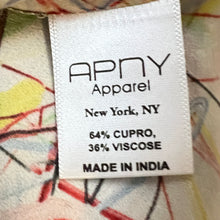 APNY
Apparel
New York, NY
64% CUPRO,
36% VISCOSE
MADE IN INDIA